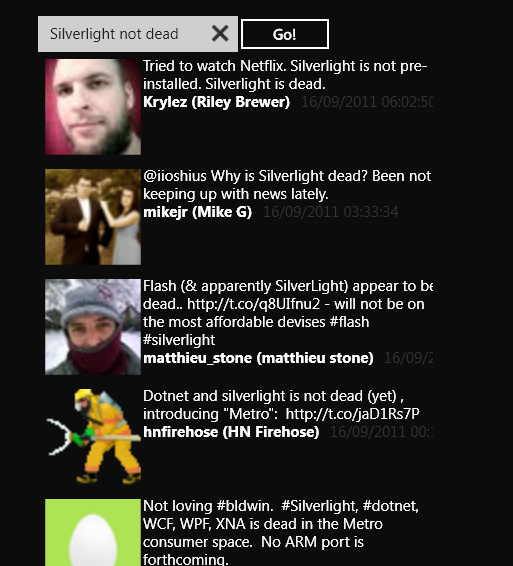 Silverlight not dead
Go!
Tried to watch Netflix. Silverlight is not pre-
installed. Silverlight is dead.
Krylez (Riley Brewer) 16/09/2011 06:02:50
@iioshius Why is Silverlight dead? Been not
keeping up with news lately.
mikejr (Mike G) 16/09/2011 03:33:34
Flash (& apparently SilverLight) appear to be
dead.. http://t.co/q8UIfnu2 - will not be on
the most affordable devises #flash
#silverlight
matthieu_stone (matthieu stone) 16/09/2
Dotnet and silverlight is not dead (yet) ,
introducing "Metro":  http://t.co/jaD1Rs7P
hnfirehose (HN Firehose) 16/09/2011 00:
Not loving #bldwin.  #Silverlight, #dotnet,
WCF, WPF, XNA is dead in the Metro
consumer space.  No ARM port is
forthcoming.